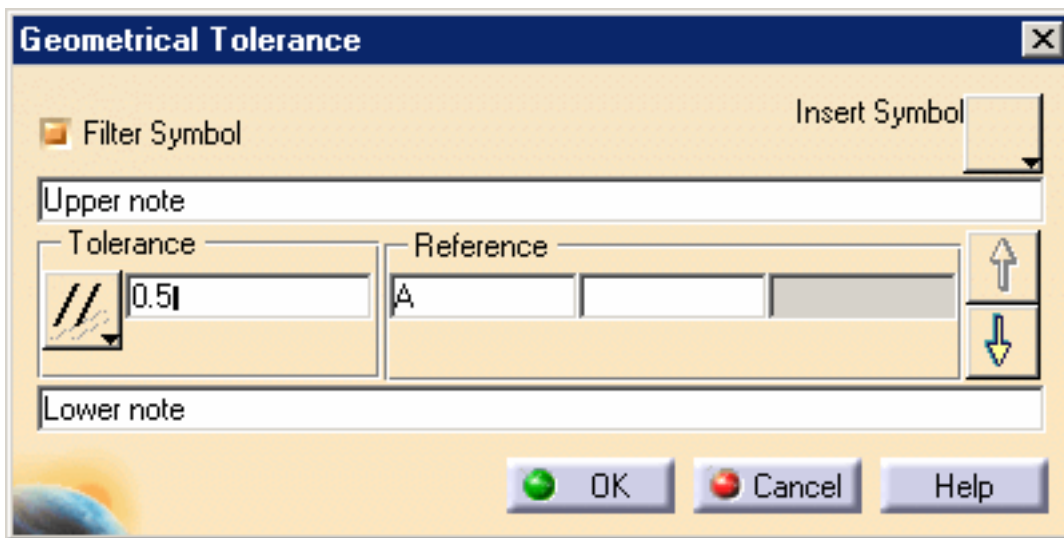 Geometrical Tolerance
Filter Symbol
Insert Symbol
Upper note
Tolerance
Reference
0.5
A
Lower note
OK
Cancel
Help